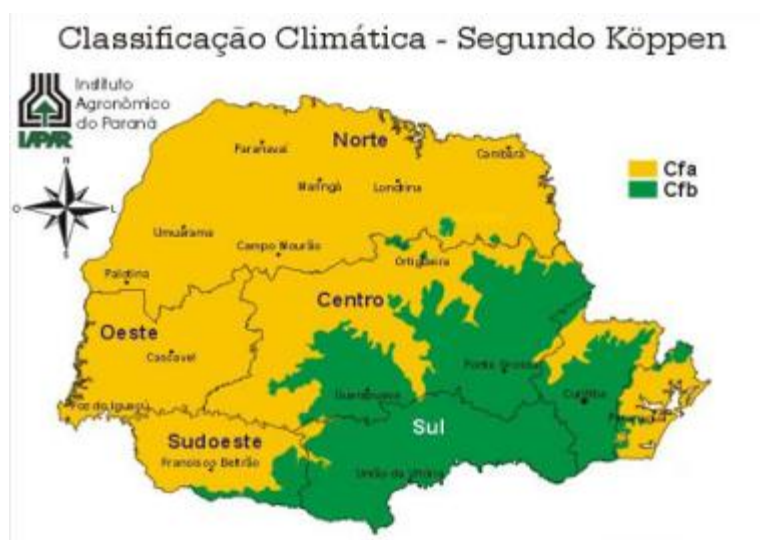 Classificação Climática - Segundo Köppen
Instituto
Agronômico
do Paraná
IAPAR
N
O
L
S
Cfa
Cfb
Norte
Paranavaí
Cambará
Maringá
Londrina
Umuarama
Campo Mourão
Ortigueira
Palotina
Centro
Oeste
Cascavel
Ponta Grossa
Guarapuava
Curitiba
Foz do Iguaçu
Sul
Sudoeste
Francisco Beltrão
União da Vitória